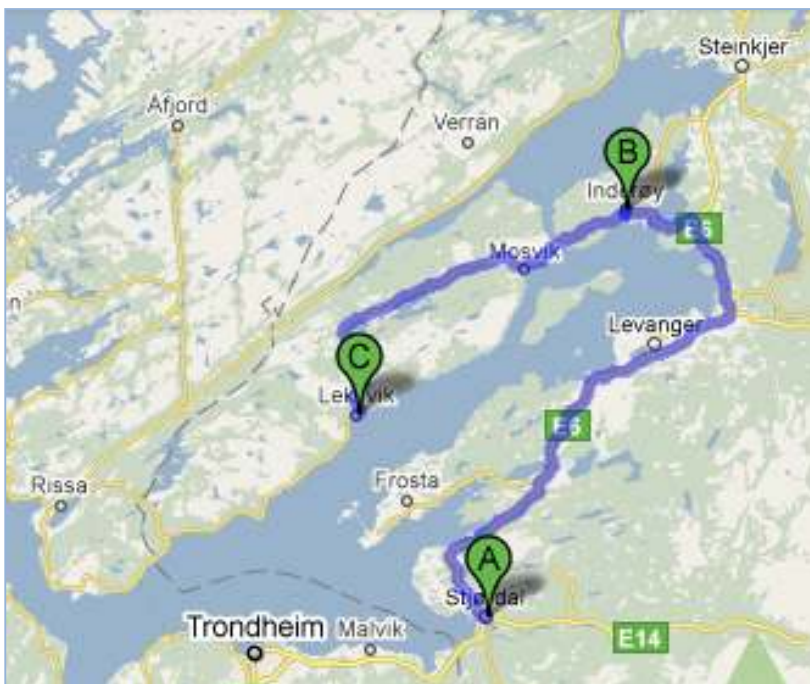 Steinkjer
Åfjord
Verran
B
Inderøy
E6
Mosvik
n
Levanger
C
Leksvik
E6
Rissa
Frosta
A
Stjørdal
Trondheim
Malvik
E14